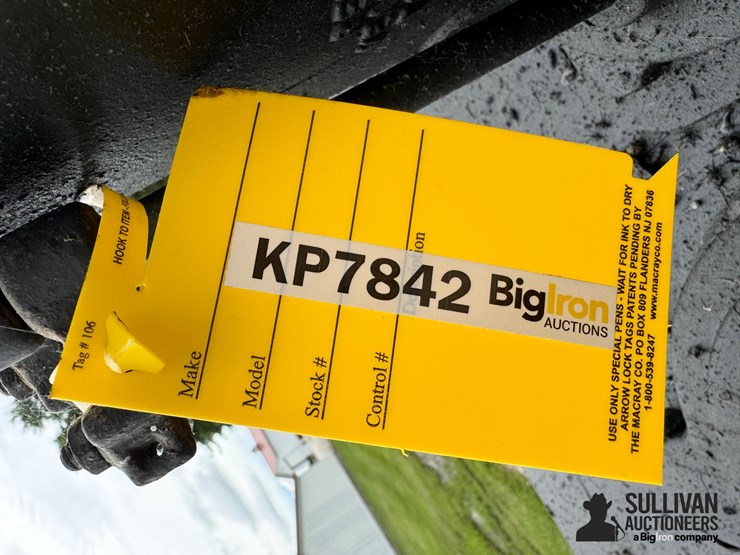 HOOK TO ITEM
Tag # 106
Make
Model
Stock #
Control #
KP7842 BigIron
AUCTIONS
USE ONLY SPECIAL PENS - WAIT FOR INK TO DRY
ARROW LOCK TAGS PATENTS PENDING BY
THE MACRAY CO. PO BOX 809 FLANDERS NJ 07836
1-800-539-8247 www.macrayco.com
SULLIVAN
AUCTIONEERS
a BigIron company